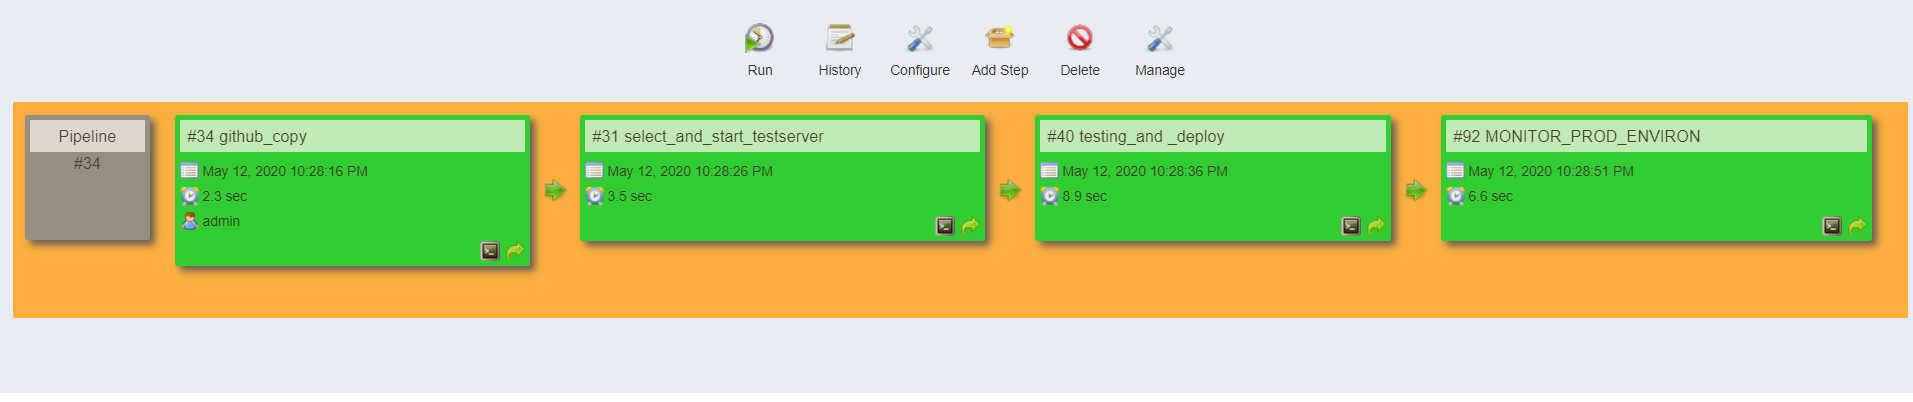 Run
History
Configure
Add Step
Delete
Manage
Pipeline
#34
#34 github_copy
May 12, 2020 10:28:16 PM
2.3 sec
admin
#31 select_and_start_testserver
May 12, 2020 10:28:26 PM
3.5 sec
#40 testing_and _deploy
May 12, 2020 10:28:36 PM
8.9 sec
#92 MONITOR_PROD_ENVIRON
May 12, 2020 10:28:51 PM
6.6 sec